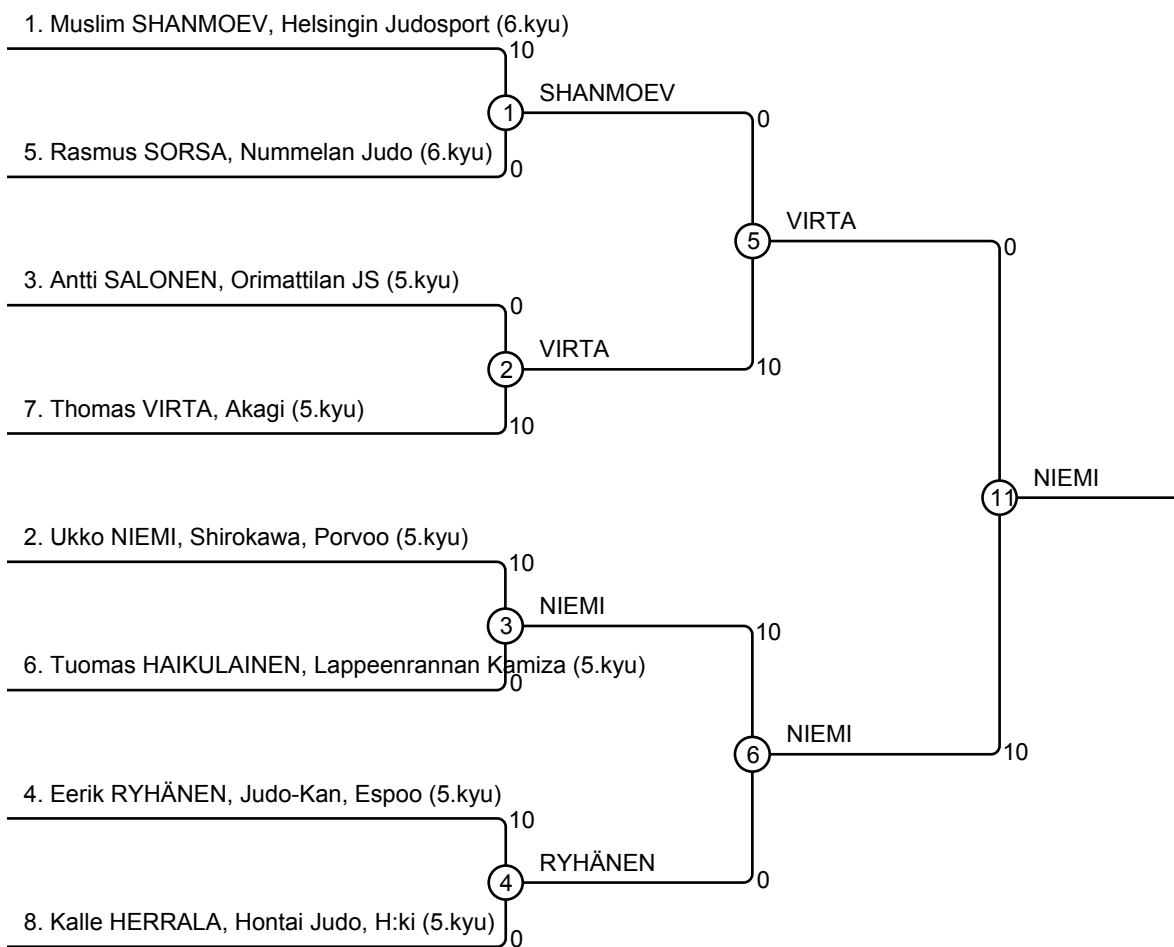 1. Muslim SHANMOEV, Helsingin Judosport (6.kyu)
10
1
SHANMOEV
0
5. Rasmus SORSA, Nummelan Judo (6.kyu)
0
5
VIRTA
0
3. Antti SALONEN, Orimattilan JS (5.kyu)
0
2
VIRTA
10
7. Thomas VIRTA, Akagi (5.kyu)
10
11
NIEMI
2. Ukko NIEMI, Shirokawa, Porvoo (5.kyu)
10
3
NIEMI
10
6. Tuomas HAIKULAINEN, Lappeenrannan Kamiza (5.kyu)
0
6
NIEMI
10
4. Eerik RYHÄNEN, Judo-Kan, Espoo (5.kyu)
10
4
RYHÄNEN
0
8. Kalle HERRALA, Hontai Judo, H:ki (5.kyu)
0